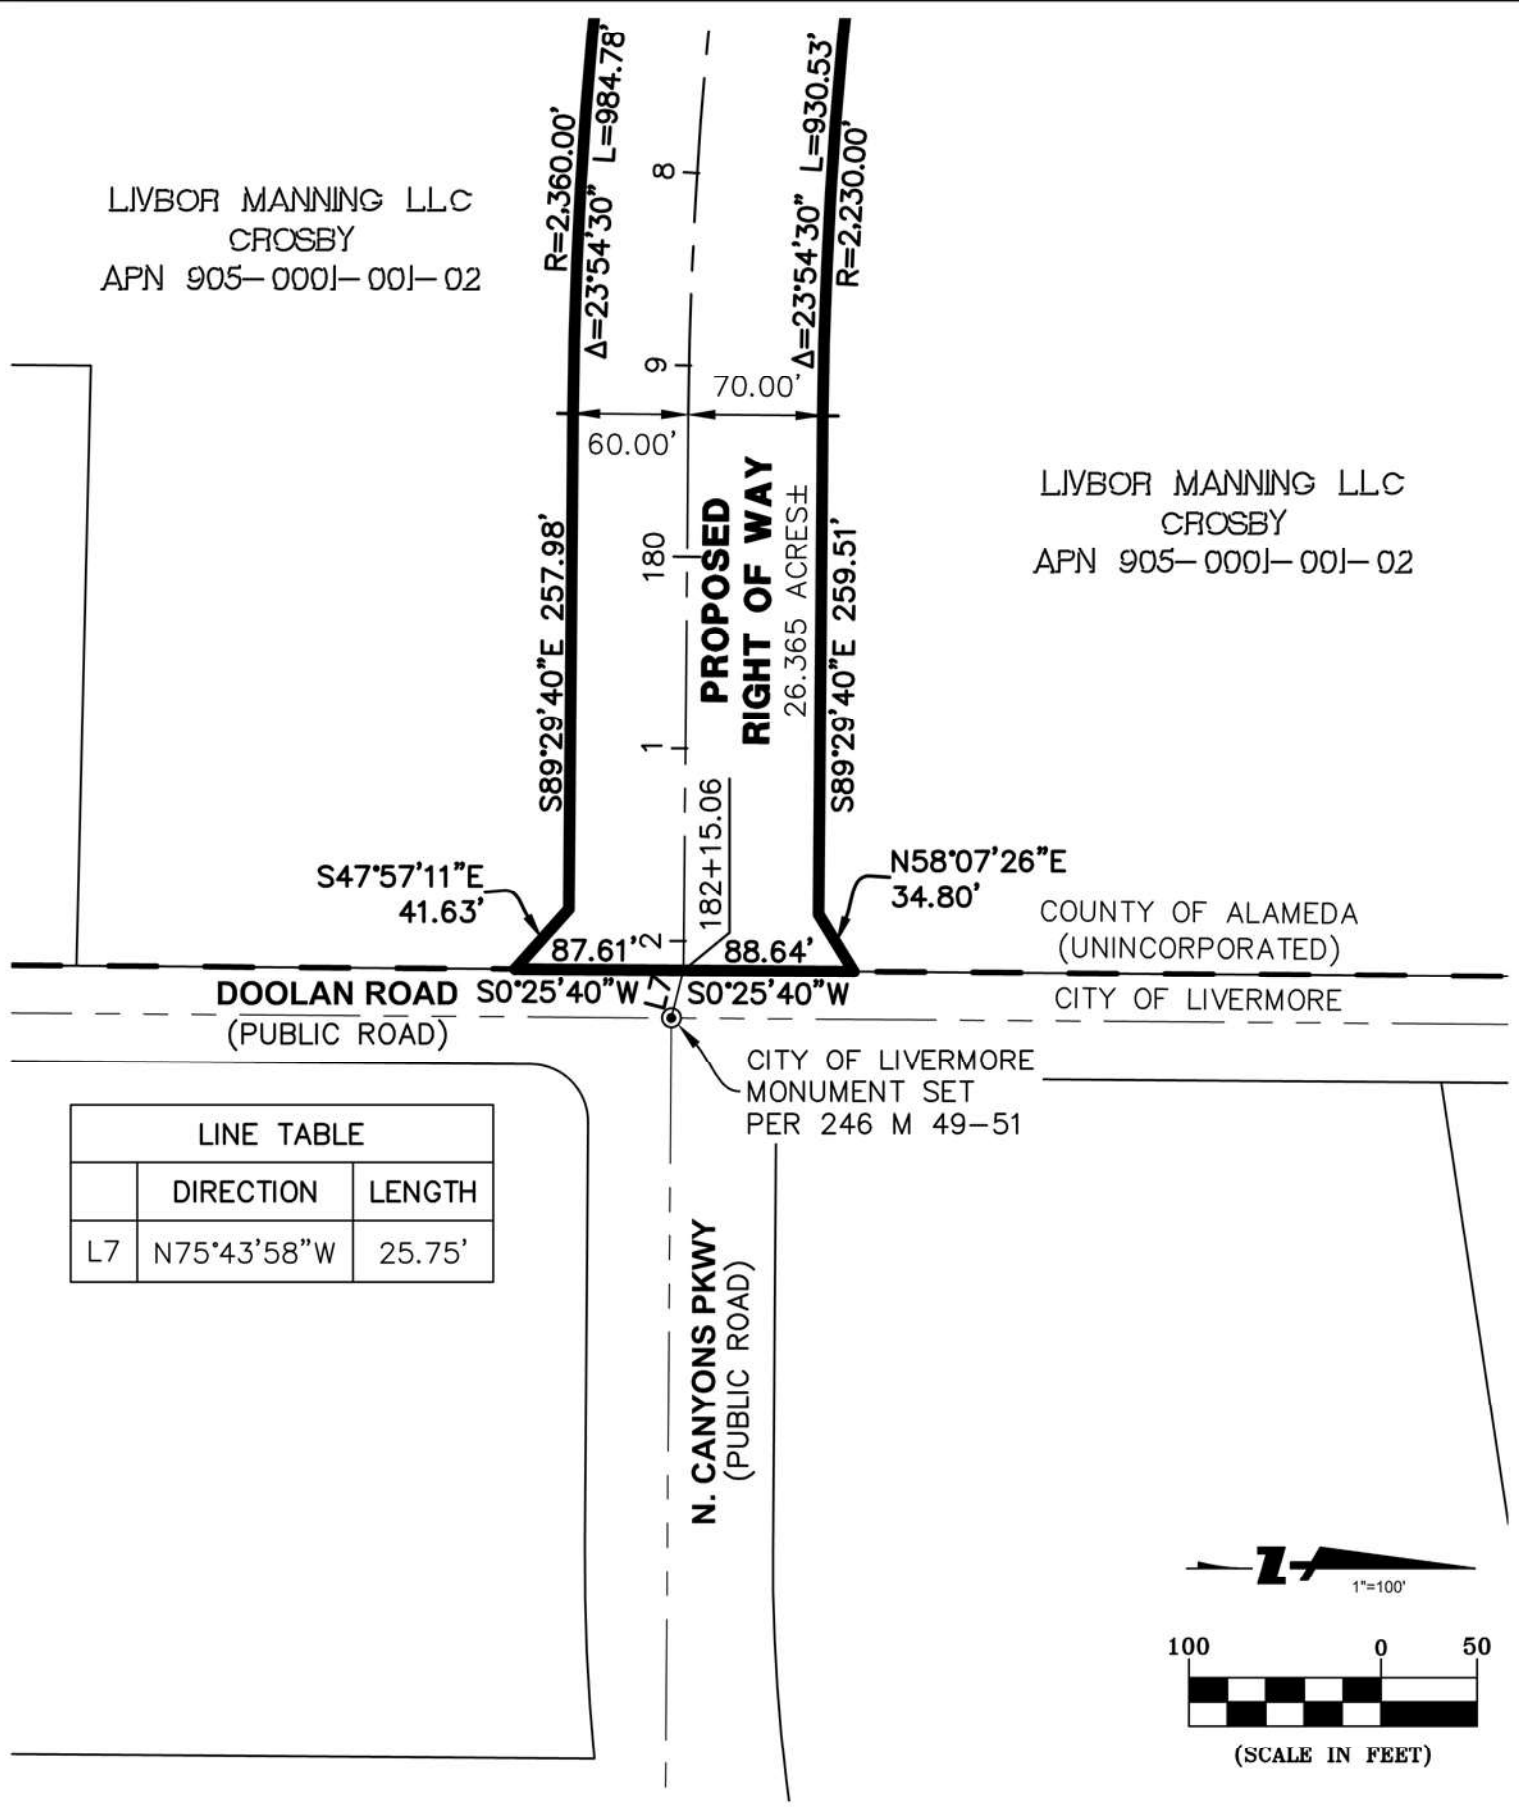 LIVBOR MANNING LLC
CROSBY
APN 905-0001-001-02
R=2,360.00'
Δ=23°54'30" L=984.78'
8
9
Δ=23°54'30" L=930.53'
R=2,230.00'
70.00'
60.00'
S89°29'40"E 257.98'
180
PROPOSED
RIGHT OF WAY
26.365 ACRES±
S89°29'40"E 259.51'
LIVBOR MANNING LLC
CROSBY
APN 905-0001-001-02
1
182+15.06
S47°57'11"E
41.63'
N58°07'26"E
34.80'
87.61'
2
88.64'
COUNTY OF ALAMEDA
(UNINCORPORATED)
DOOLAN ROAD
(PUBLIC ROAD)
S0°25'40"W
L7
S0°25'40"W
CITY OF LIVERMORE
CITY OF LIVERMORE
MONUMENT SET
PER 246 M 49-51
LINE TABLE
DIRECTION LENGTH
L7 N75°43'58"W 25.75'
N. CANYONS PKWY
(PUBLIC ROAD)
Z
1"=100'
100 0 50
(SCALE IN FEET)